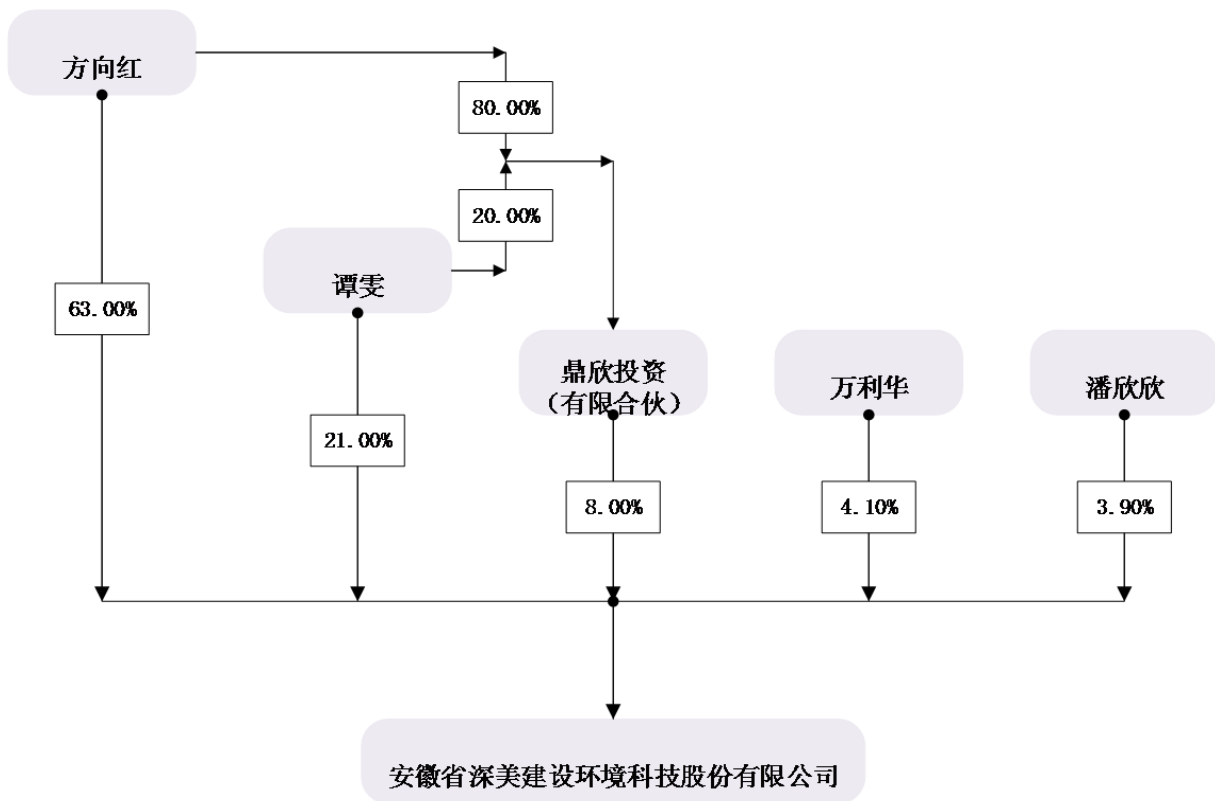 方向红
80.00%
20.00%
谭雯
63.00%
鼎欣投资
（有限合伙）
万利华
潘欣欣
21.00%
8.00%
4.10%
3.90%
安徽省深美建设环境科技股份有限公司